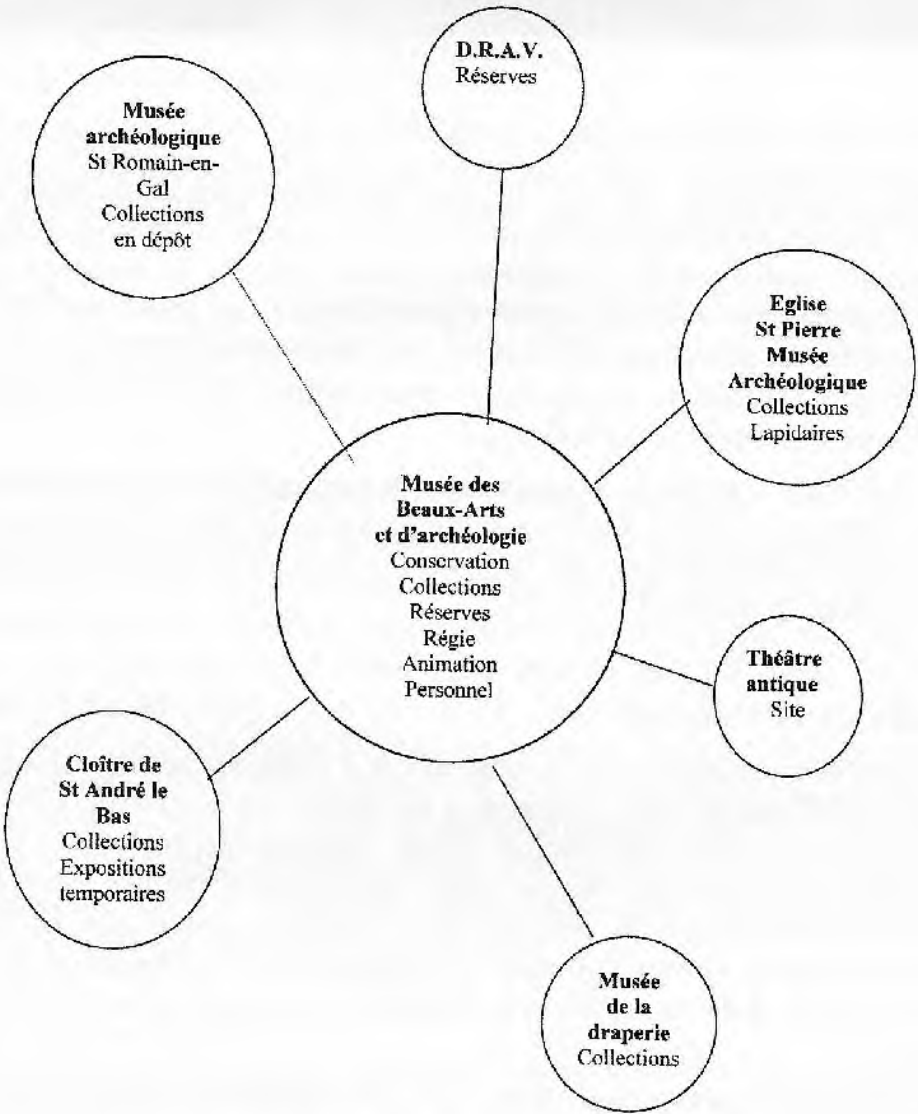 D.R.A.V.
Réserves
Musée
archéologique
St Romain-en-
Gal
Collections
en dépôt
Eglise
St Pierre
Musée
Archéologique
Collections
Lapidaires
Musée des
Beaux-Arts
et d'archéologie
Conservation
Collections
Réserves
Régie
Animation
Personnel
Théâtre
antique
Site
Cloître de
St André le
Bas
Collections
Expositions
temporaires
Musée
de la
draperie
Collections